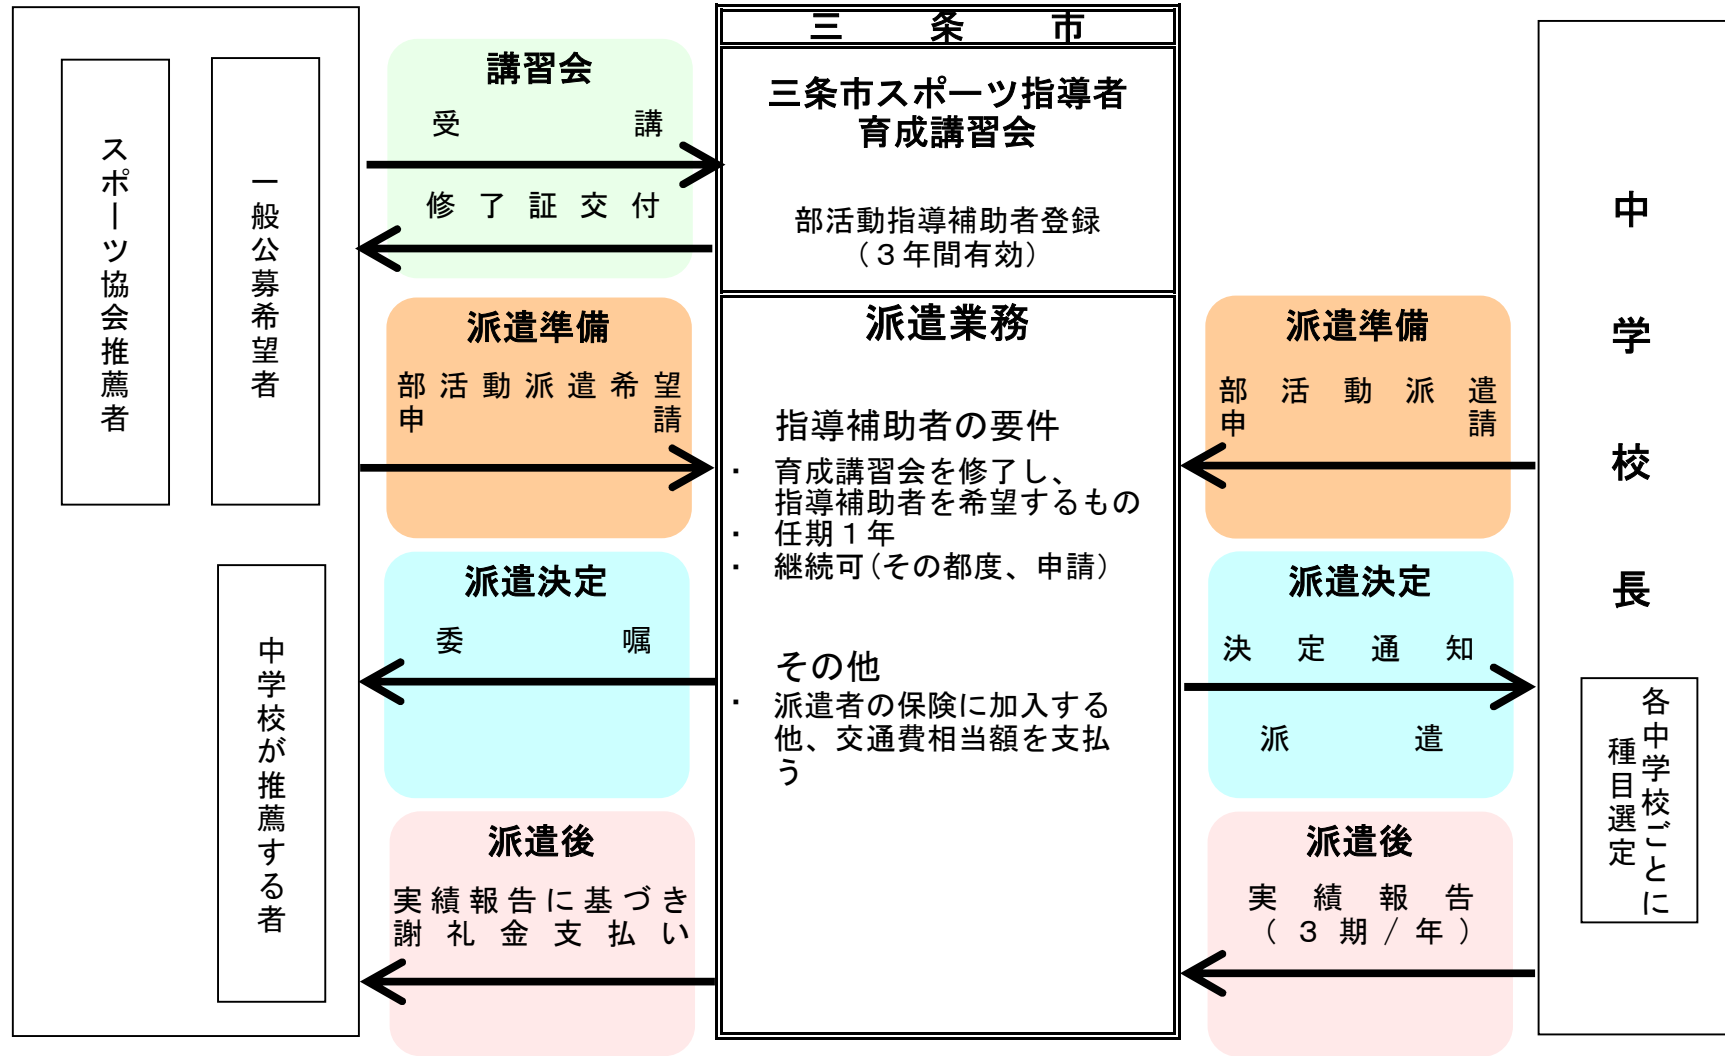 三条市
三条市スポーツ指導者
育成講習会
部活動指導補助者登録
（３年間有効）
派遣業務
指導補助者の要件
・ 育成講習会を修了し、
指導補助者を希望するもの
・ 任期１年
・ 継続可（その都度、申請）
その他
・ 派遣者の保険に加入する
他、交通費相当額を支払
う
スポーツ協会推薦者
一般公募希望者
中学校が推薦する者
講習会
受講
修了証交付
派遣準備
部活動派遣希望
申請
派遣決定
委嘱
派遣後
実績報告に基づき
謝礼金支払い
派遣準備
部活動派遣
申請
派遣決定
決定通知
派遣
派遣後
実績報告
（３期/年）
中学校長
各中学校ごとに
種目選定